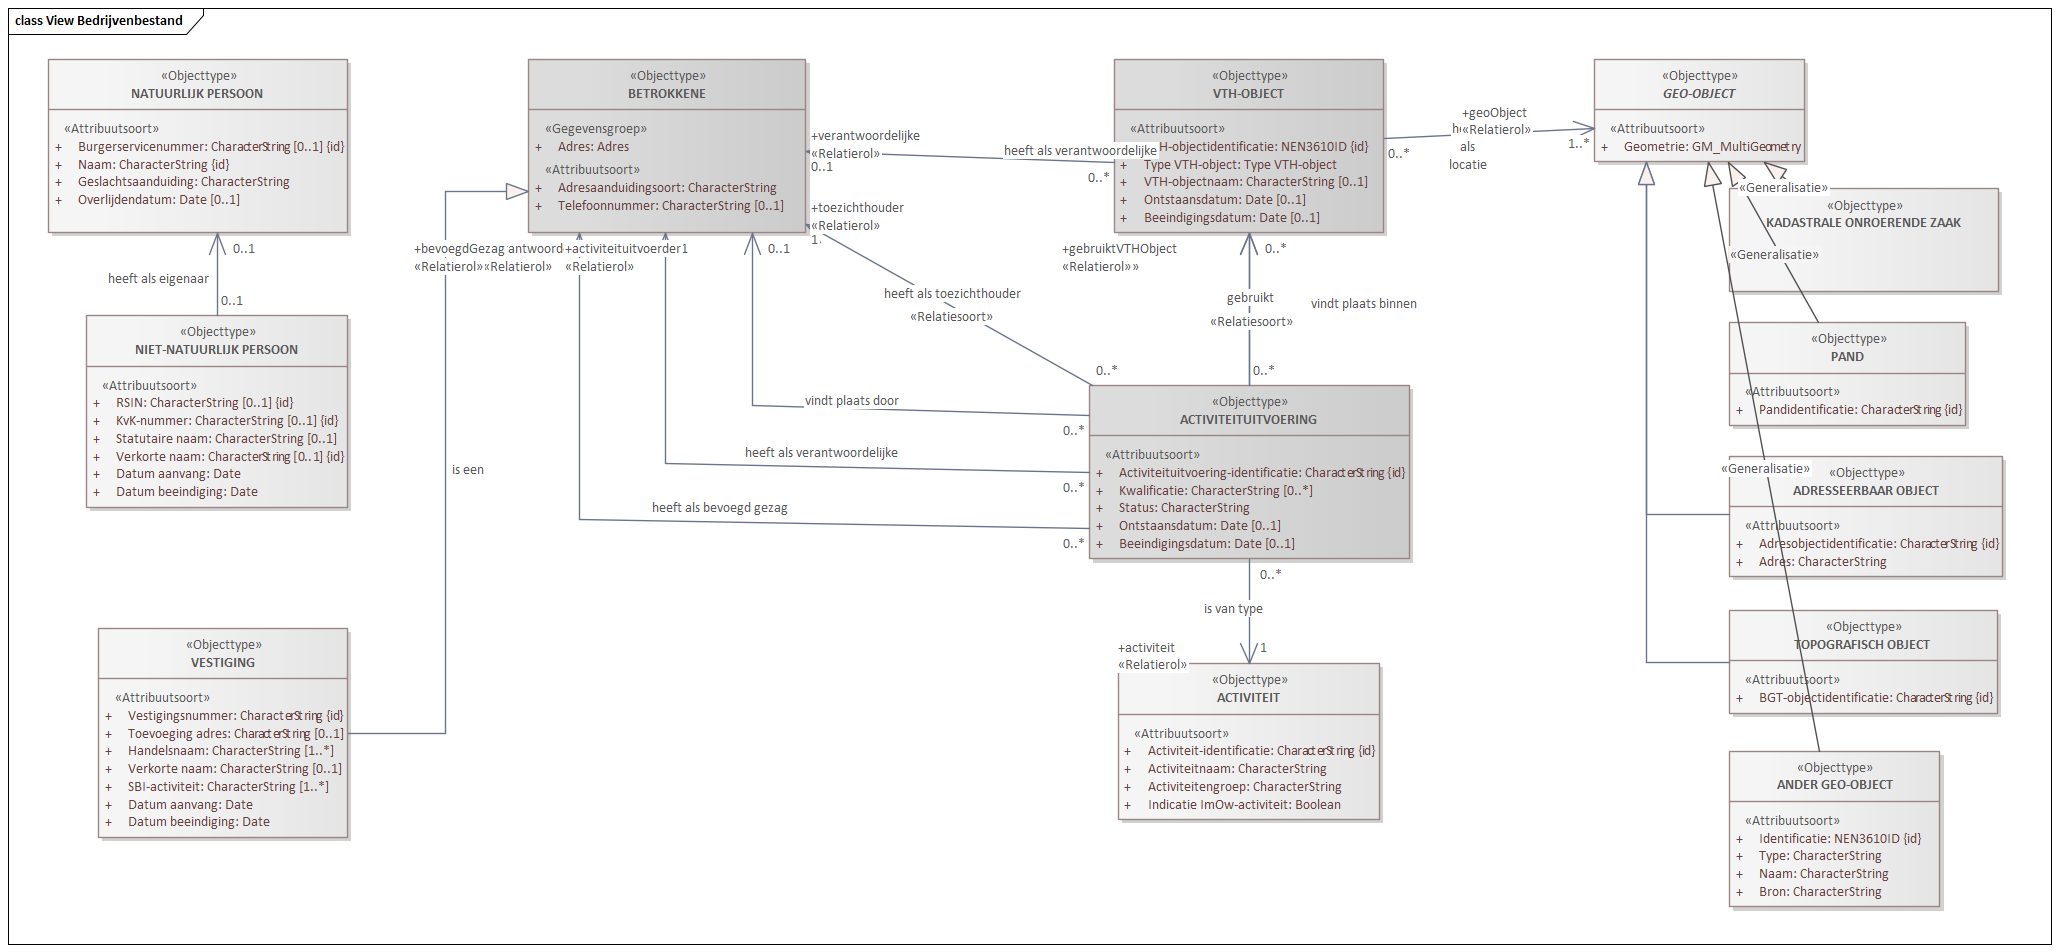 class View Bedrijvenbestand
«Objecttype»
NATUURLIJK PERSOON
«Attribuutsoort»
+ Burgerservicenummer: CharacterString [0..1] {id}
+ Naam: CharacterString {id}
+ Geslachtsaanduiding: CharacterString
+ Overlijdendatum: Date [0..1]
0..1
heeft als eigenaar
0..1
«Objecttype»
NIET-NATUURLIJK PERSOON
«Attribuutsoort»
+ RSIN: CharacterString [0..1] {id}
+ KvK-nummer: CharacterString [0..1] {id}
+ Statutaire naam: CharacterString [0..1]
+ Verkorte naam: CharacterString [0..1] {id}
+ Datum aanvang: Date
+ Datum beeindiging: Date
«Objecttype»
VESTIGING
«Attribuutsoort»
+ Vestigingsnummer: CharacterString {id}
+ Toevoeging adres: CharacterString [0..1]
+ Handelsnaam: CharacterString [1..*]
+ Verkorte naam: CharacterString [0..1]
+ SBI-activiteit: CharacterString [1..*]
+ Datum aanvang: Date
+ Datum beeindiging: Date
is een
«Objecttype»
BETROKKENE
«Gegevensgroep»
+ Adres: Adres
«Attribuutsoort»
+ Adresaanduidingsoort: CharacterString
+ Telefoonnummer: CharacterString [0..1]
+bevoegdGezag
«Relatierol»
antwoord
«Relatierol»
+activiteituitvoerder1
«Relatierol»
0..1
+verantwoordelijke
«Relatierol»
0..1
heeft als verantwoordelijke
0..*
+toezichthouder
«Relatierol»
1.
heeft als toezichthouder
«Relatiesoort»
0..*
vindt plaats door
0..*
heeft als verantwoordelijke
0..*
heeft als bevoegd gezag
0..*
«Objecttype»
VTH-OBJECT
«Attribuutsoort»
H-objectidentificatie: NEN3610ID {id}
+ Type VTH-object: Type VTH-object
+ VTH-objectnaam: CharacterString [0..1]
+ Ontstaansdatum: Date [0..1]
+ Beeindigingsdatum: Date [0..1]
+gebruiktVTHObject
«Relatierol»»
0..*
gebruikt
«Relatiesoort»
vindt plaats binnen
0..*
«Objecttype»
ACTIVITEITUITVOERING
«Attribuutsoort»
+ Activiteituitvoering-identificatie: CharacterString {id}
+ Kwalificatie: CharacterString [0..*]
+ Status: CharacterString
+ Ontstaansdatum: Date [0..1]
+ Beeindigingsdatum: Date [0..1]
0..*
is van type
+activiteit
«Relatierol»
1
«Objecttype»
ACTIVITEIT
«Attribuutsoort»
+ Activiteit-identificatie: CharacterString {id}
+ Activiteitnaam: CharacterString
+ Activiteitengroep: CharacterString
+ Indicatie ImOw-activiteit: Boolean
+geoObject
«Relatierol»
als
locatie
0..*
1..*
«Objecttype»
GEO-OBJECT
«Attribuutsoort»
+ Geometrie: GM_MultiGeometry
«Generalisatie»
«Objecttype»
KADASTRALE ONROERENDE ZAAK
«Generalisatie»
«Objecttype»
PAND
«Attribuutsoort»
+ Pandidentificatie: CharacterString {id}
«Generalisatie»
«Objecttype»
ADRESSEERBAAR OBJECT
«Attribuutsoort»
+ Adresobjectidentificatie: CharacterString {id}
+ Adres: CharacterString
«Objecttype»
TOPOGRAFISCH OBJECT
«Attribuutsoort»
+ BGT-objectidentificatie: CharacterString {id}
«Objecttype»
ANDER GEO-OBJECT
«Attribuutsoort»
+ Identificatie: NEN3610ID {id}
+ Type: CharacterString
+ Naam: CharacterString
+ Bron: CharacterString